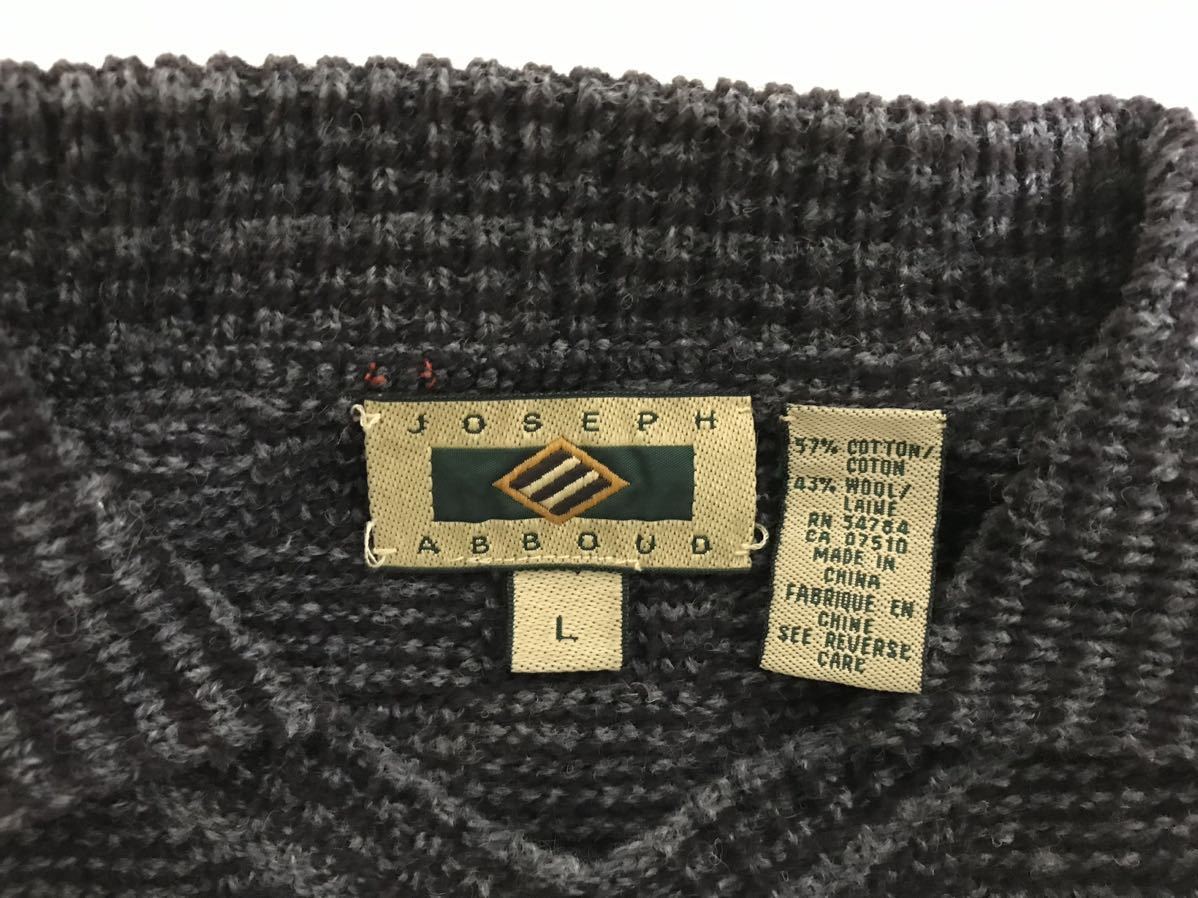 JOSEPH
ABBOUD
L
57% COTTON/
COTON
43% WOOL/
LAINE
RN 54784
CA 07510
MADE IN
CHINA
FABRIQUE EN
CHINE
SEE REVERSE
CARE